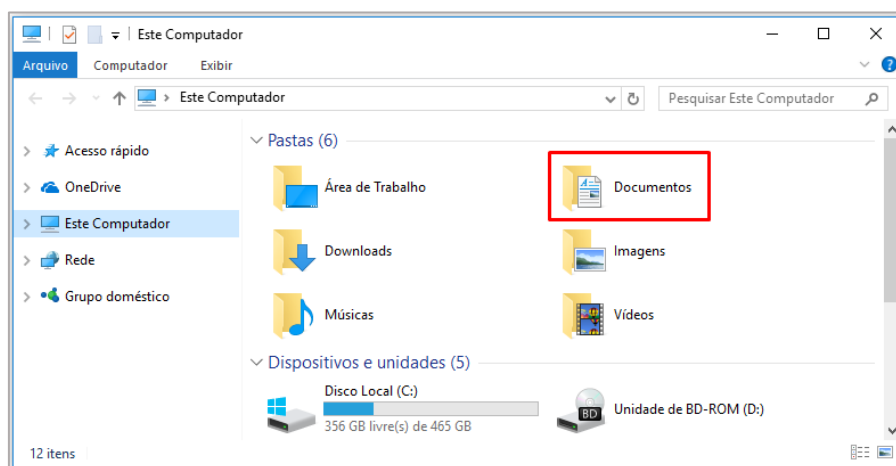 Este Computador
Arquivo Computador Exibir
Este Computador Pesquisar Este Computador
Acesso rápido
OneDrive
Este Computador
Rede
Grupo doméstico
Pastas (6)
Área de Trabalho Documentos
Downloads Imagens
Músicas Vídeos
Dispositivos e unidades (5)
Disco Local (C:)
356 GB livre(s) de 465 GB
BD Unidade de BD-ROM (D:)
12 itens